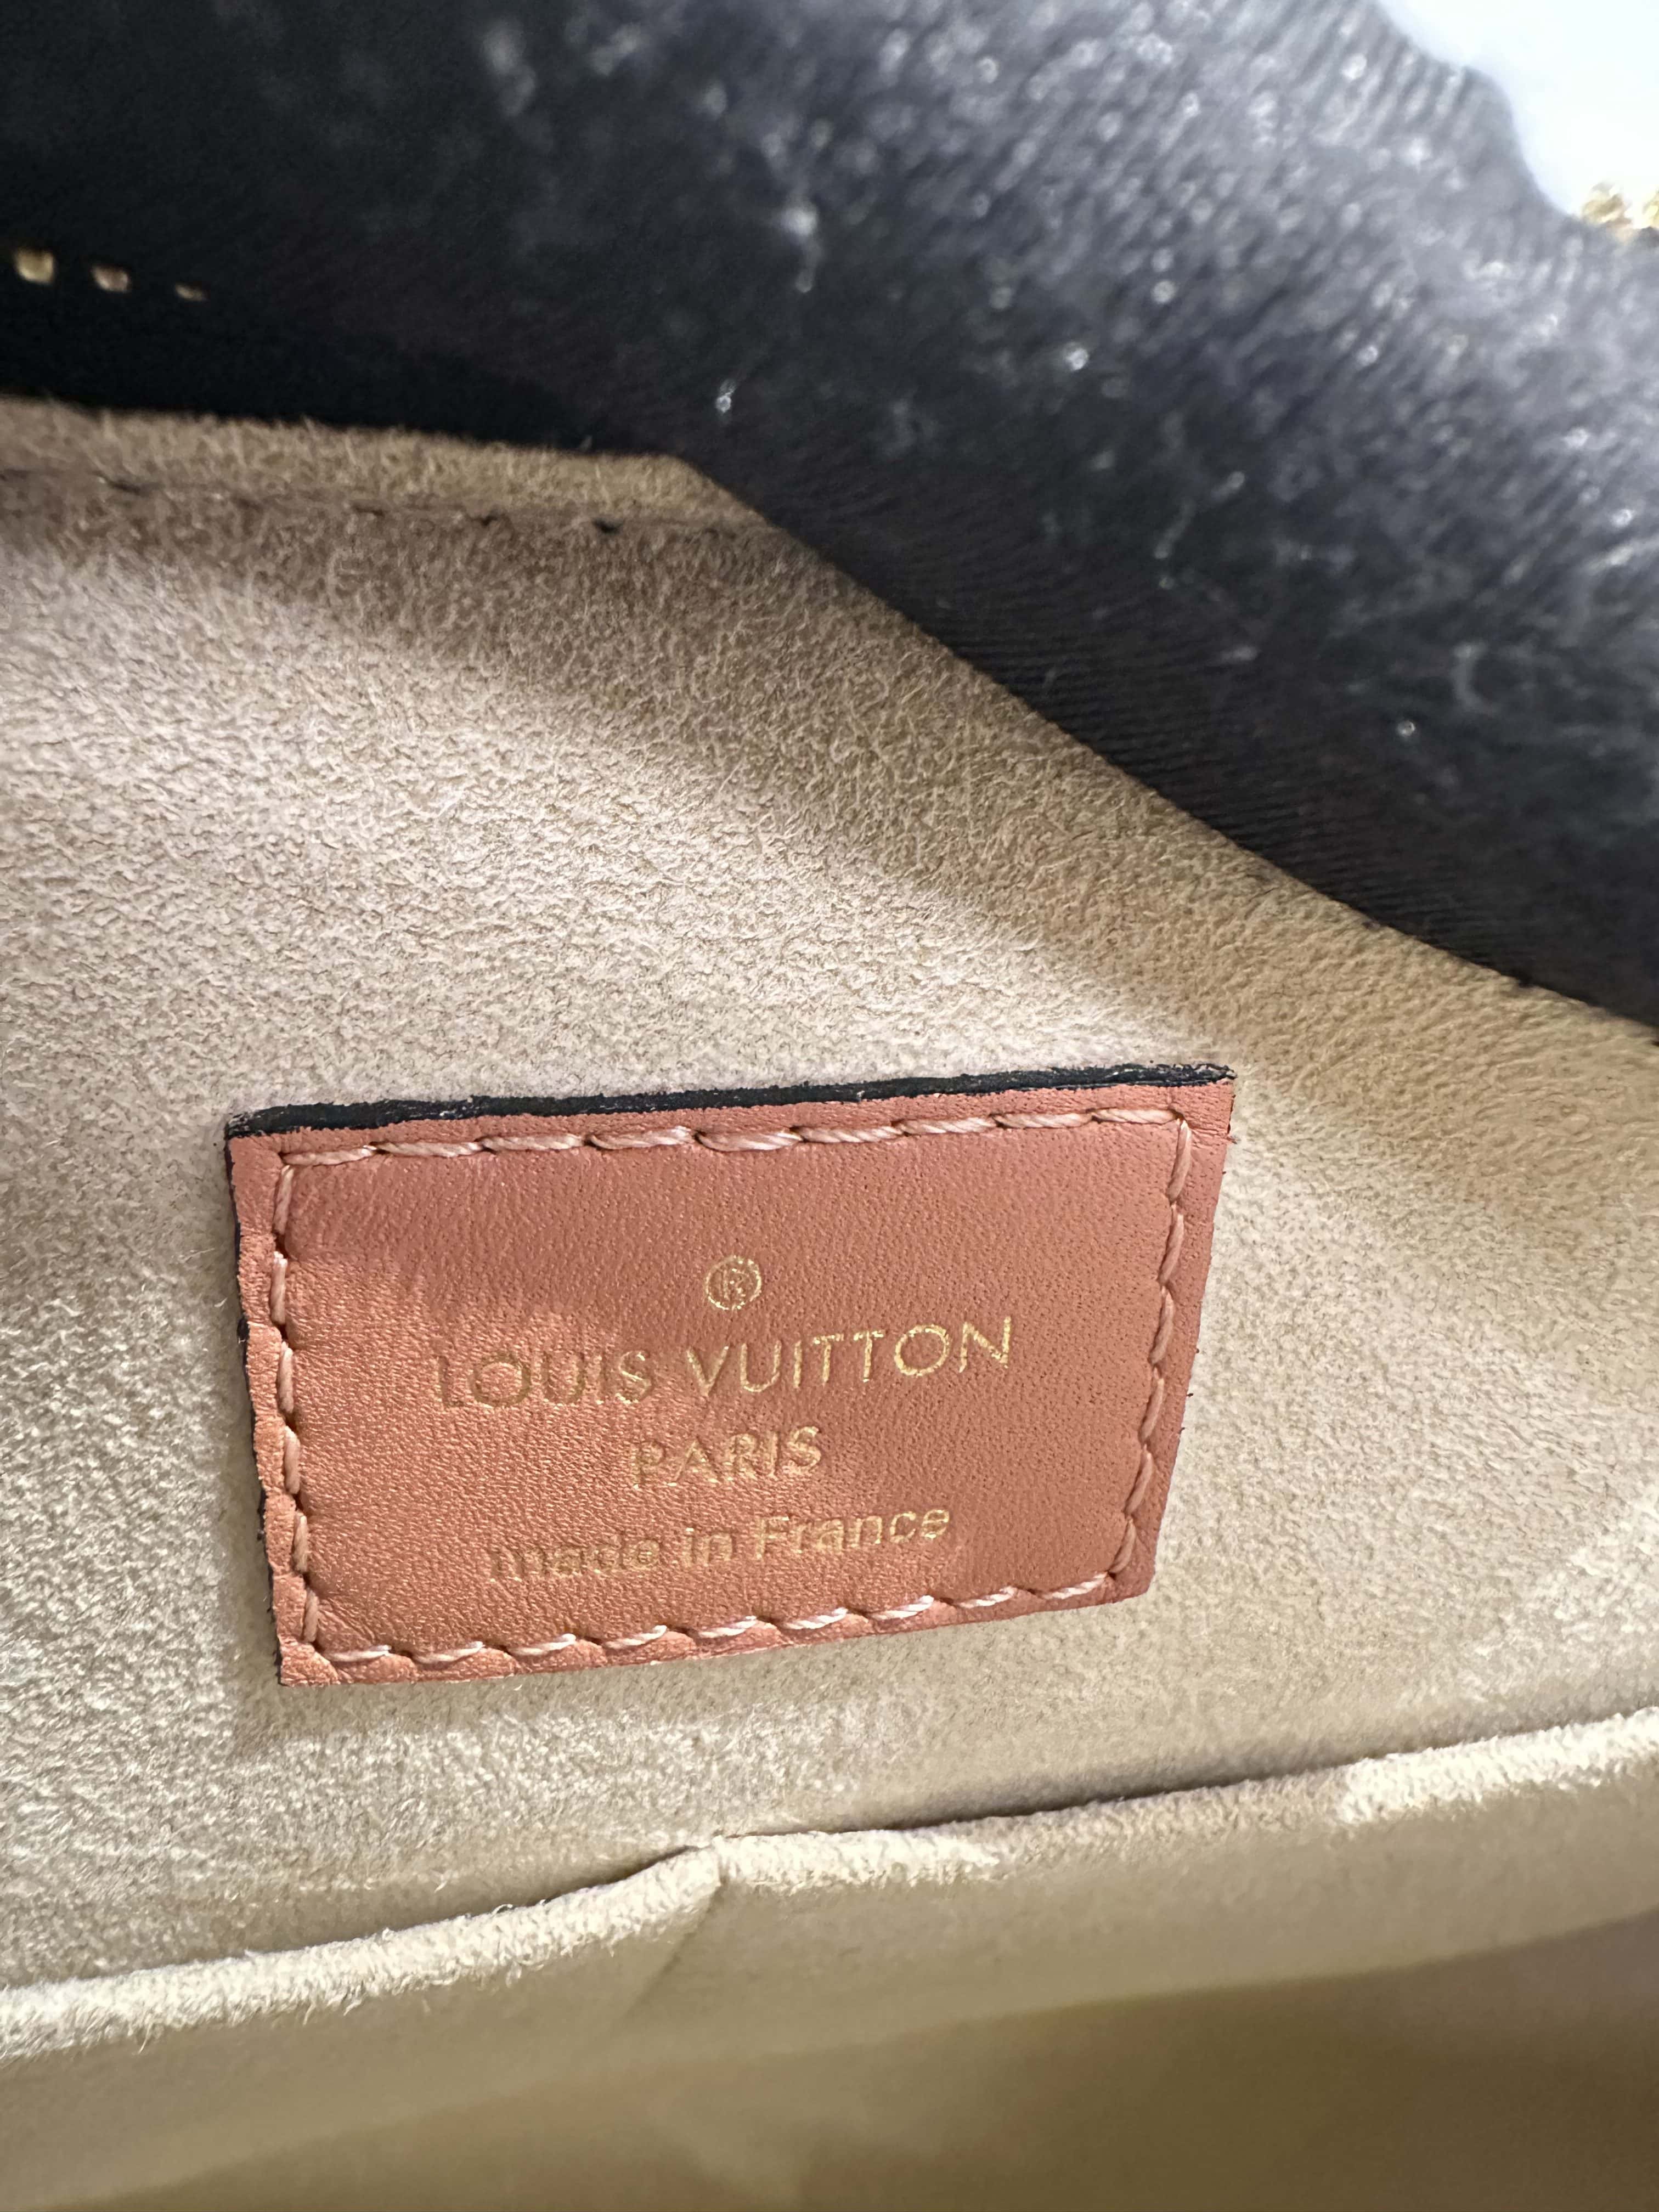 ®
LOUIS VUITTON
PARIS
made in France